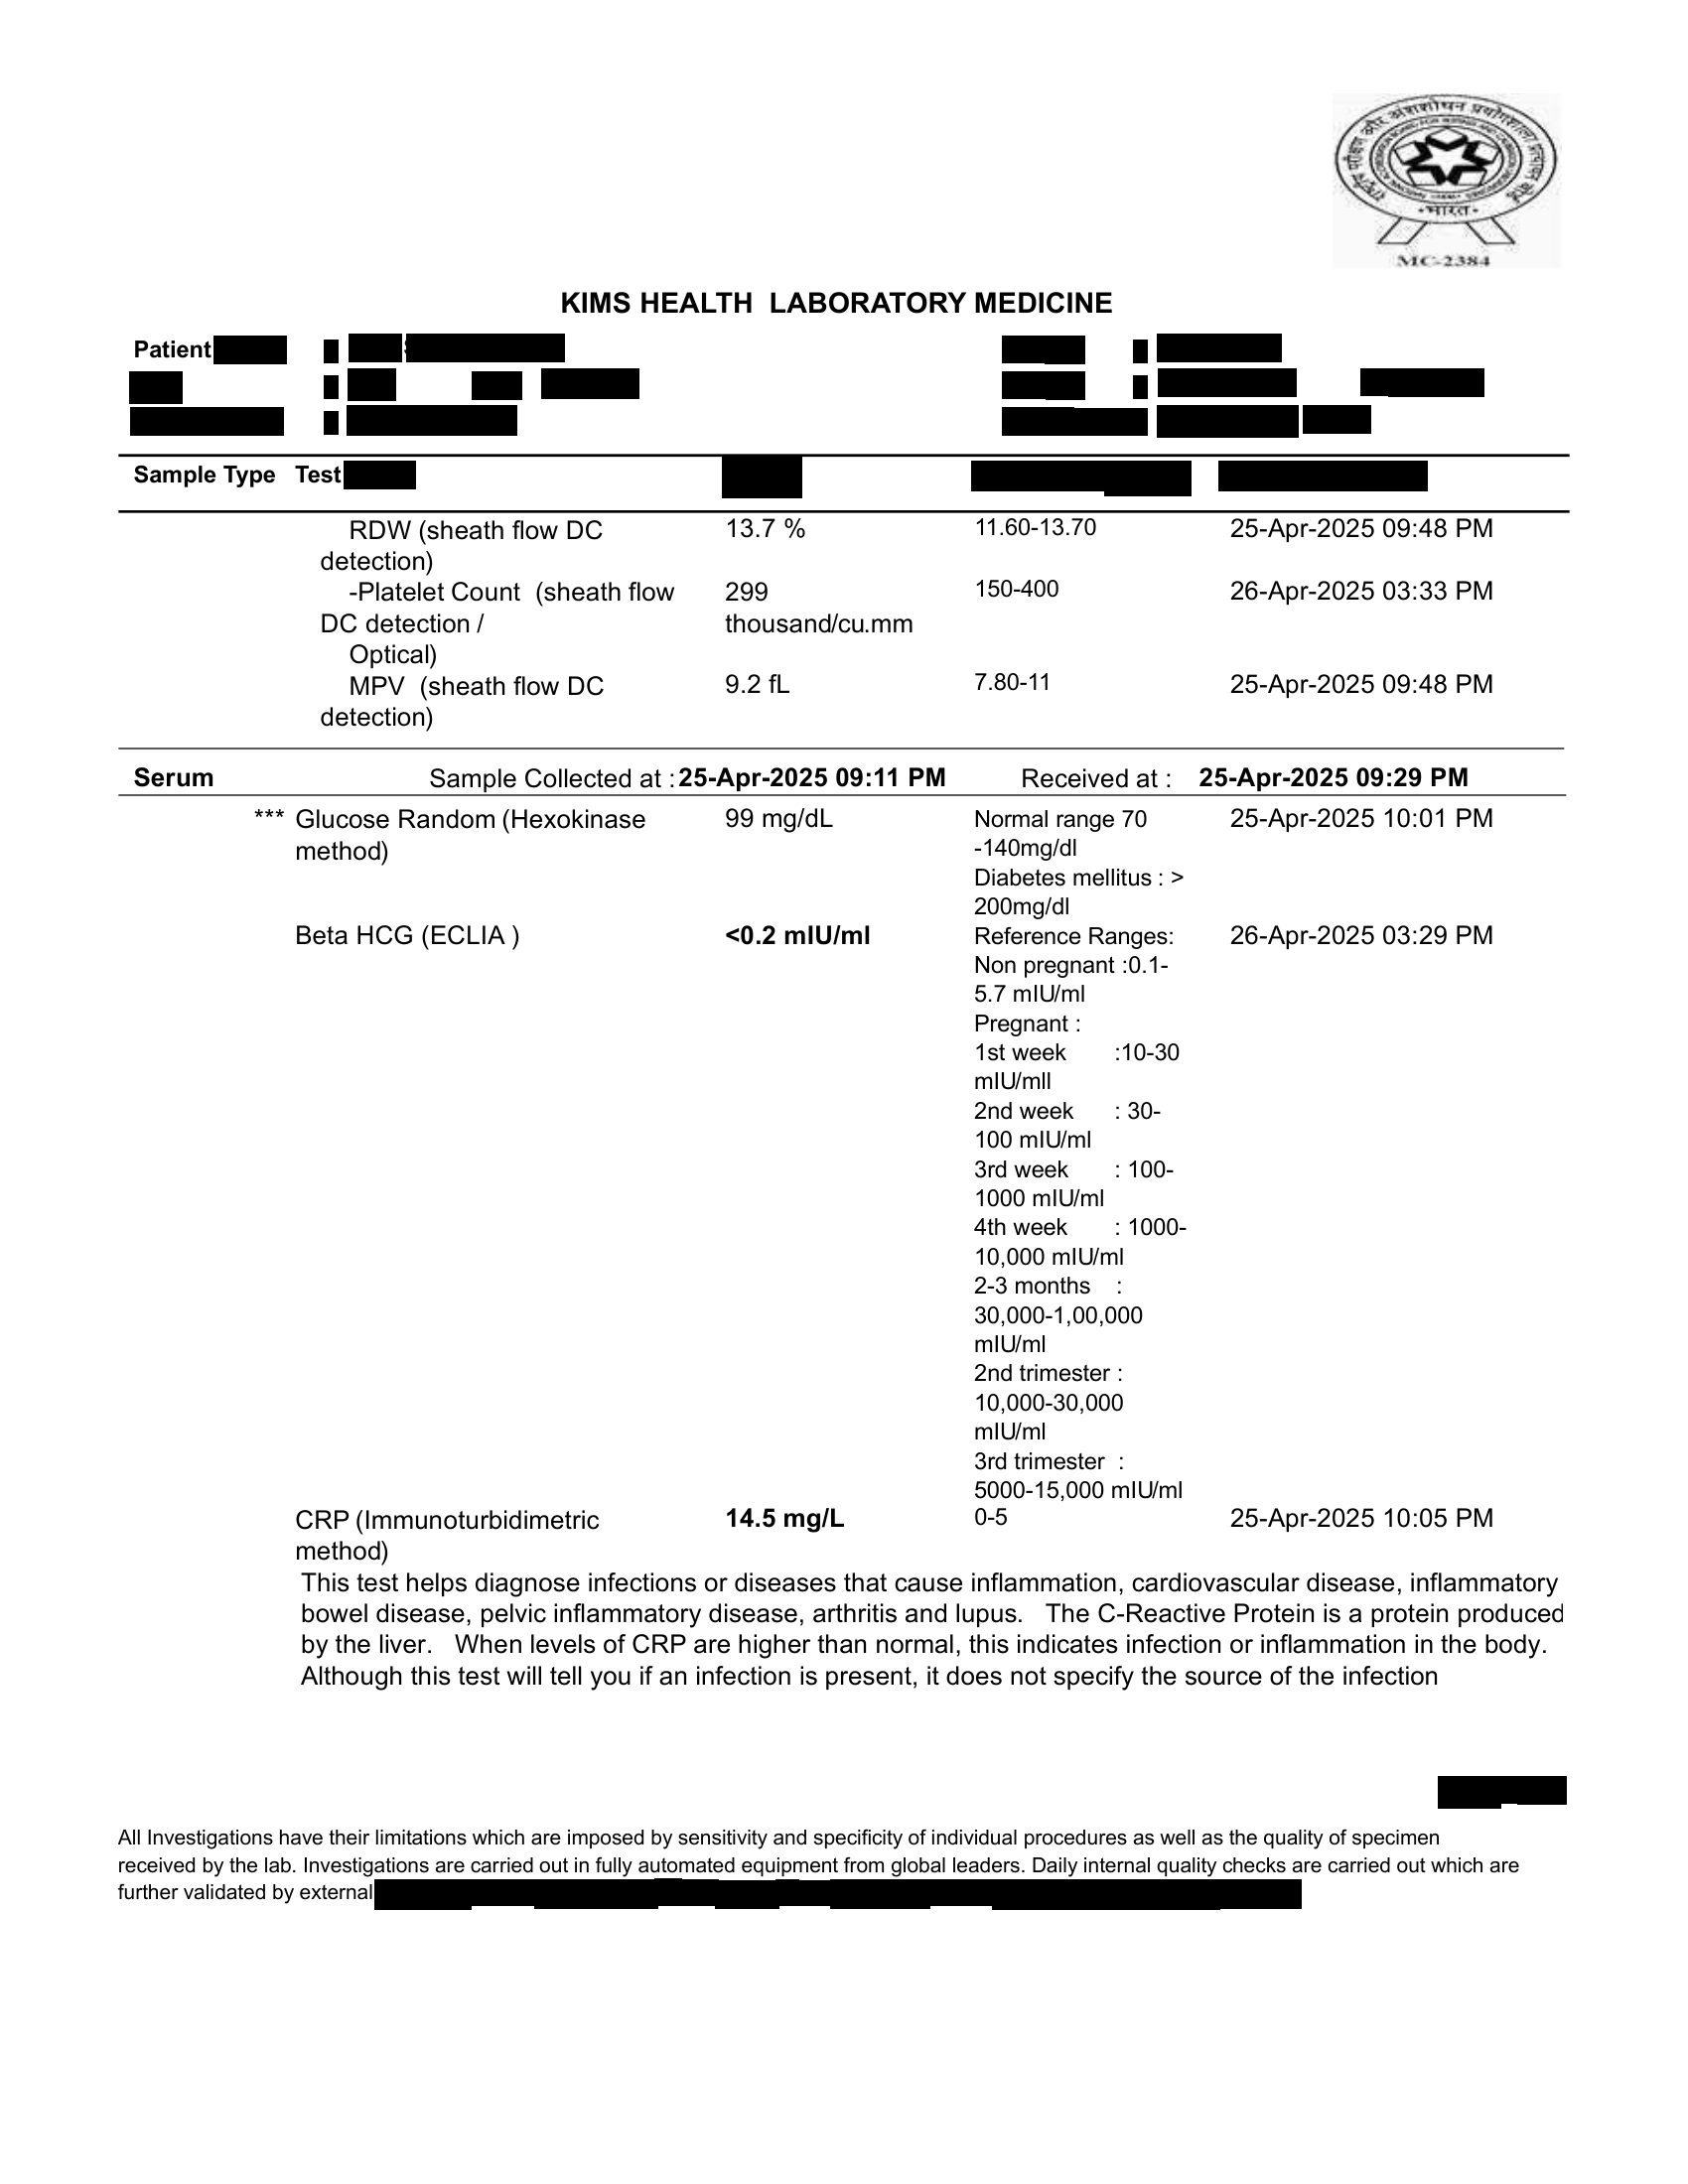 राष्ट्रीय परीक्षण और अंशशोधन प्रयोगशाला प्रत्यायन बोर्ड
भारत
MC-2384
KIMS HEALTH  LABORATORY MEDICINE
Patient
Sample Type Test
RDW (sheath flow DC 13.7 % 11.60-13.70 25-Apr-2025 09:48 PM
detection)
-Platelet Count (sheath flow 299 150-400 26-Apr-2025 03:33 PM
DC detection / thousand/cu.mm
Optical)
MPV (sheath flow DC 9.2 fL 7.80-11 25-Apr-2025 09:48 PM
detection)
Serum Sample Collected at : 25-Apr-2025 09:11 PM Received at : 25-Apr-2025 09:29 PM
*** Glucose Random (Hexokinase 99 mg/dL Normal range 70 25-Apr-2025 10:01 PM
method) -140mg/dl
Diabetes mellitus : >
200mg/dl
Beta HCG (ECLIA ) <0.2 mIU/ml Reference Ranges: 26-Apr-2025 03:29 PM
Non pregnant :0.1-
5.7 mIU/ml
Pregnant :
1st week :10-30
mIU/mll
2nd week : 30-
100 mIU/ml
3rd week : 100-
1000 mIU/ml
4th week : 1000-
10,000 mIU/ml
2-3 months :
30,000-1,00,000
mIU/ml
2nd trimester :
10,000-30,000
mIU/ml
3rd trimester :
5000-15,000 mIU/ml
CRP (Immunoturbidimetric 14.5 mg/L 0-5 25-Apr-2025 10:05 PM
method)
This test helps diagnose infections or diseases that cause inflammation, cardiovascular disease, inflammatory
bowel disease, pelvic inflammatory disease, arthritis and lupus. The C-Reactive Protein is a protein produced
by the liver. When levels of CRP are higher than normal, this indicates infection or inflammation in the body.
Although this test will tell you if an infection is present, it does not specify the source of the infection
All Investigations have their limitations which are imposed by sensitivity and specificity of individual procedures as well as the quality of specimen
received by the lab. Investigations are carried out in fully automated equipment from global leaders. Daily internal quality checks are carried out which are
further validated by external